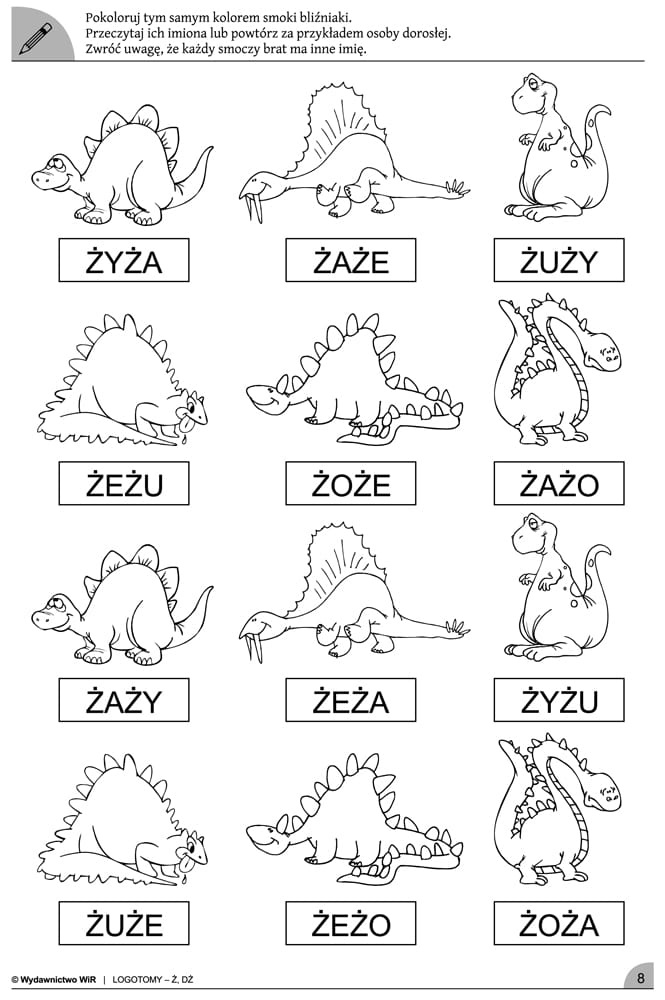 Pokoloruj tym samym kolorem smoki bliźniaki.
Przeczytaj ich imiona lub powtórz za przykładem osoby dorosłej.
Zwróć uwagę, że każdy smoczy brat ma inne imię.
ŻYŻA ŻAŻE ŻUŻY
ŻEŻU ŻOŻE ŻAŻO
ŻAŻY ŻEŻA ŻYŻU
ŻUŻE ŻEŻO ŻOŻA
© Wydawnictwo WiR | LOGOTOMY – Ż, DŻ 8